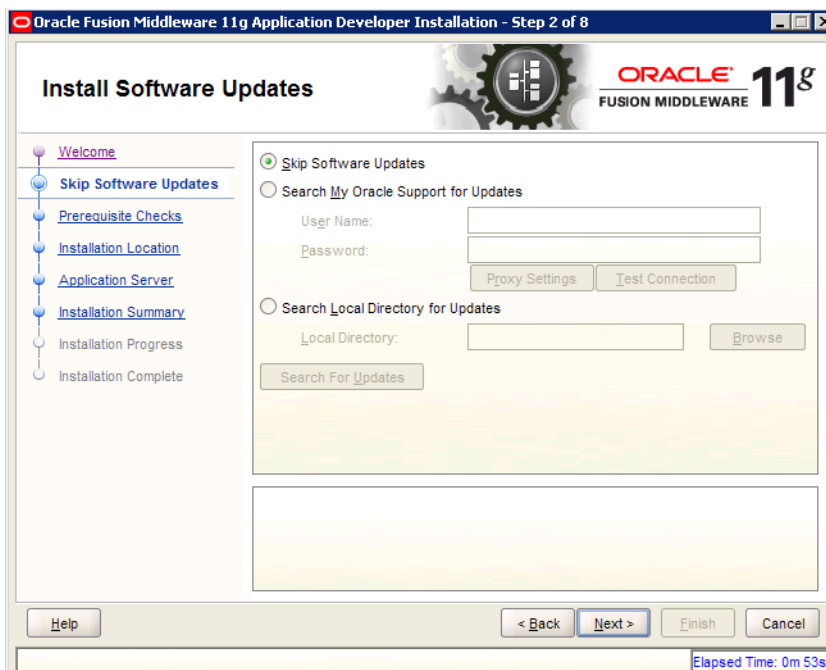 Oracle Fusion Middleware 11g Application Developer Installation - Step 2 of 8
Install Software Updates
ORACLE
FUSION MIDDLEWARE 11g
Welcome
Skip Software Updates
Prerequisite Checks
Installation Location
Application Server
Installation Summary
Installation Progress
Installation Complete
Skip Software Updates
Search My Oracle Support for Updates
User Name:
Password:
Proxy Settings Test Connection
Search Local Directory for Updates
Local Directory: Browse
Search For Updates
Help < Back Next > Finish Cancel
Elapsed Time: 0m 53s